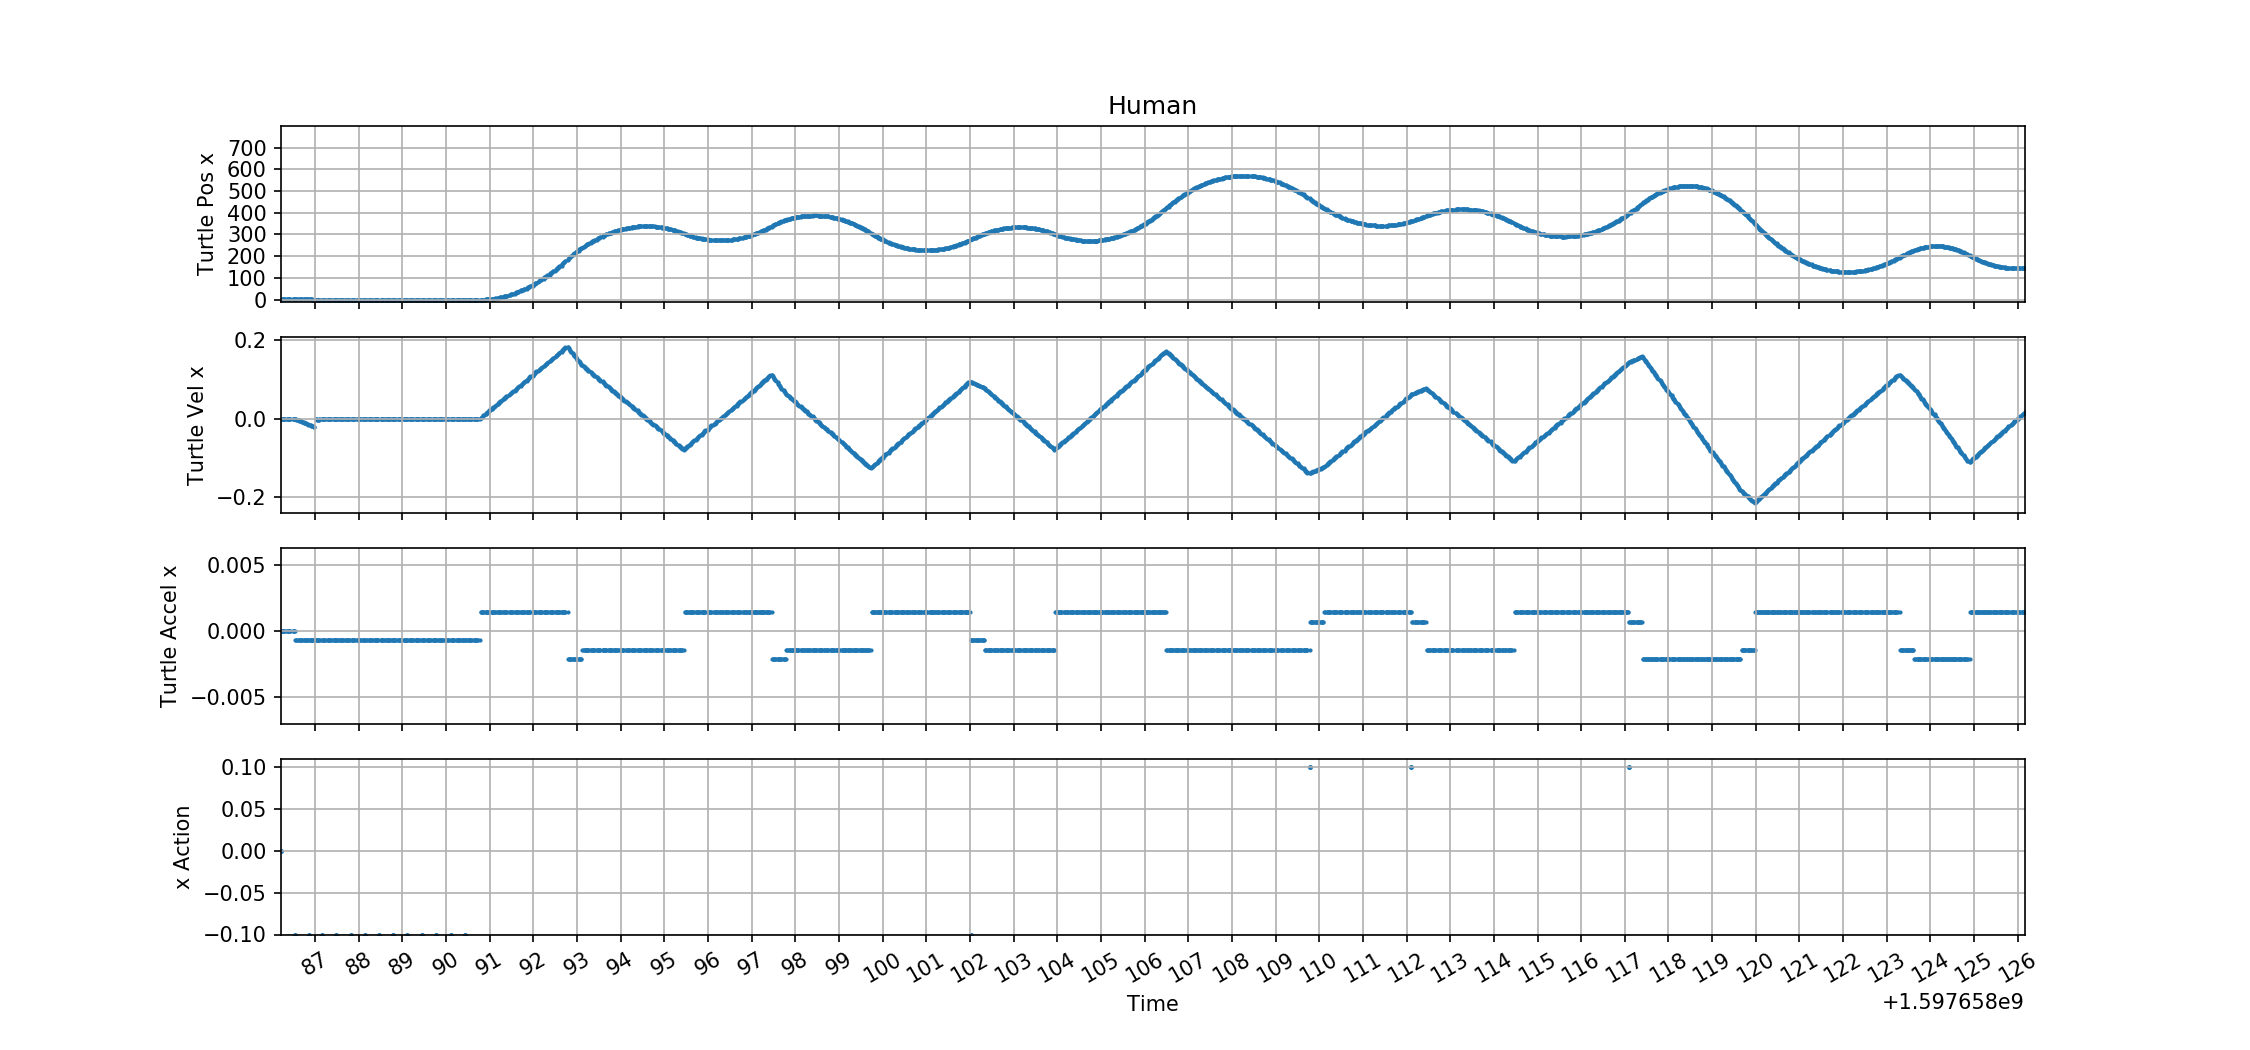 Human
Turtle Pos x
700
600
500
400
300
200
100
0
Turtle Vel x
0.2
0.0
−0.2
Turtle Accel x
0.005
0.000
−0.005
x Action
0.10
0.05
0.00
−0.05
−0.10
87 88 89 90 91 92 93 94 95 96 97 98 99 100 101 102 103 104 105 106 107 108 109 110 111 112 113 114 115 116 117 118 119 120 121 122 123 124 125 126
Time
+1.597658e9